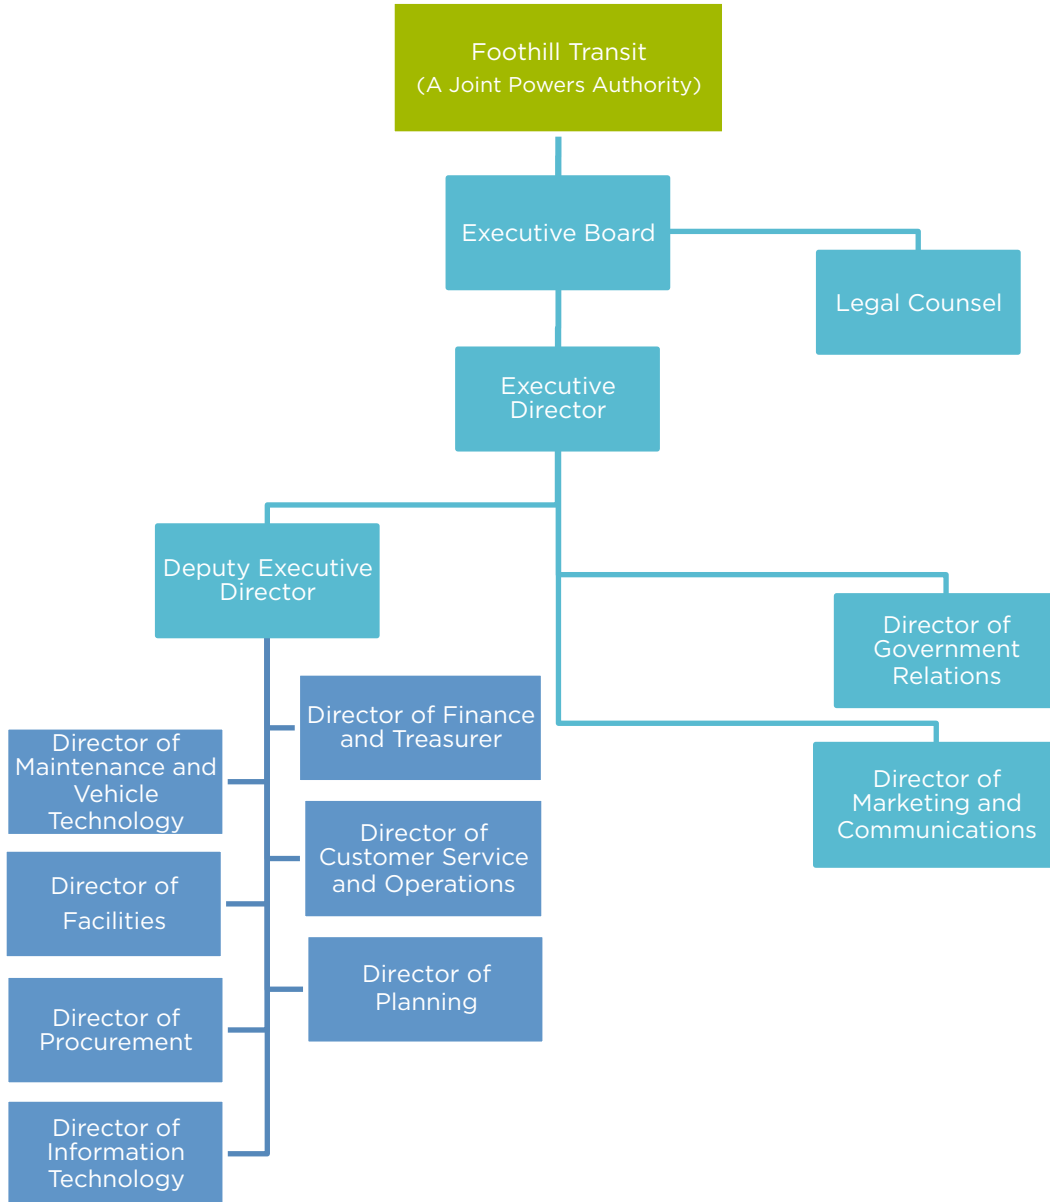 Foothill Transit
(A Joint Powers Authority)
Executive Board
Legal Counsel
Executive
Director
Deputy Executive
Director
Director of
Government
Relations
Director of Finance
and Treasurer
Director of
Maintenance and
Vehicle
Technology
Director of
Marketing and
Communications
Director of
Customer Service
and Operations
Director of
Facilities
Director of
Planning
Director of
Procurement
Director of
Information
Technology